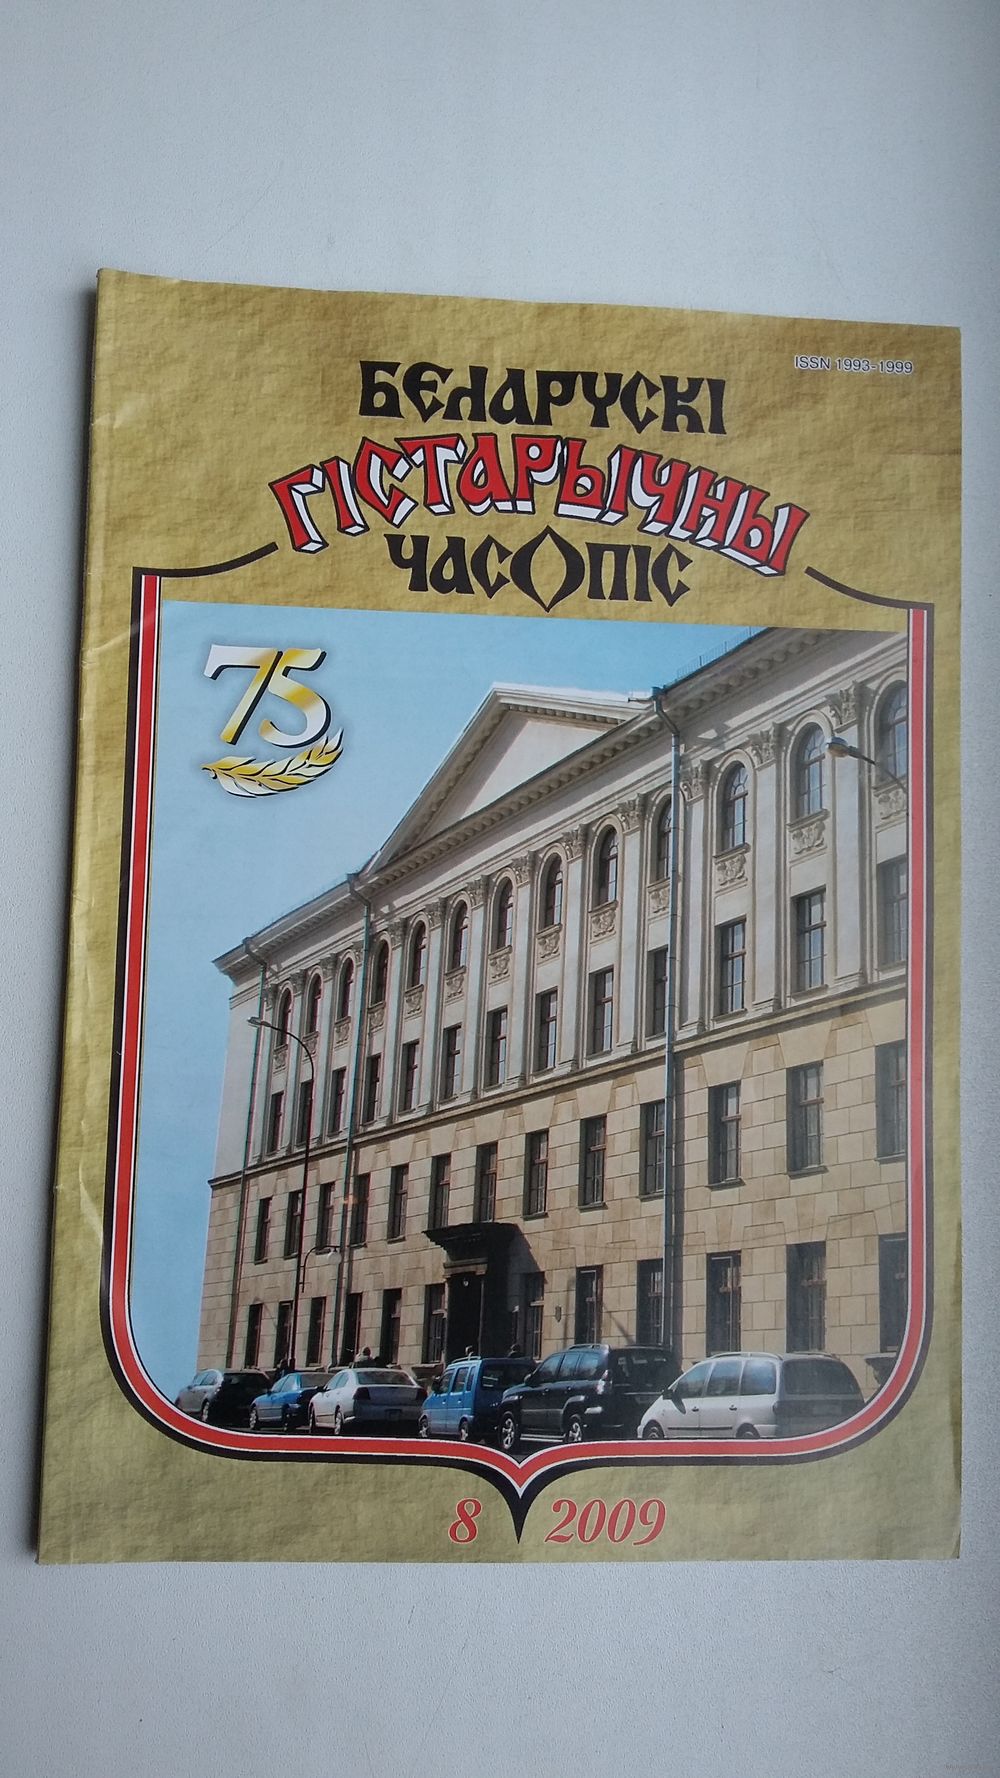 ISSN 1993-1999
БЕЛАРУСКІ
ГІСТАРЫЧНЫ
ЧАСОПІС
75
8 2009